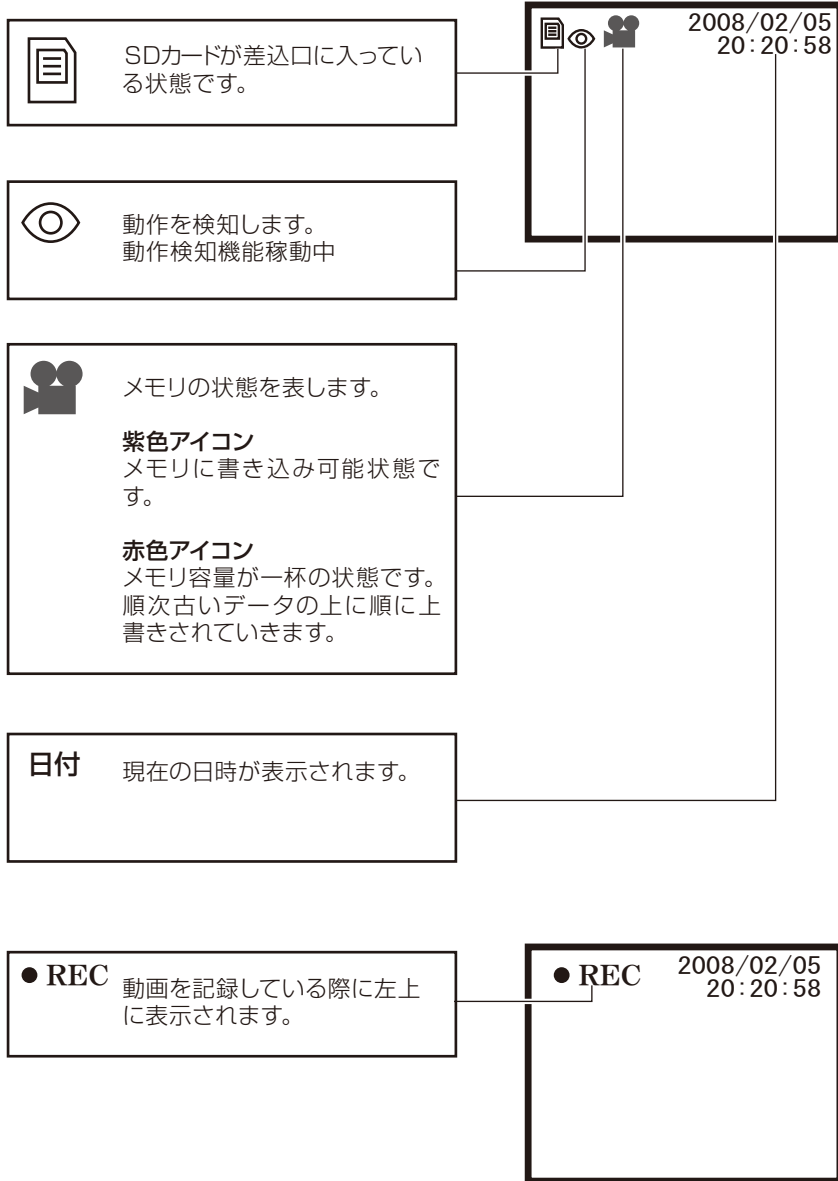 SDカードが差込口に入ってい
る状態です。
2008/02/05
20:20:58
動作を検知します。
動作検知機能稼動中
メモリの状態を表します。
紫色アイコン
メモリに書き込み可能状態で
す。
赤色アイコン
メモリ容量が一杯の状態です。
順次古いデータの上に順に上
書きされていきます。
日付
現在の日時が表示されます。
● REC
動画を記録している際に左上
に表示されます。
● REC
2008/02/05
20:20:58